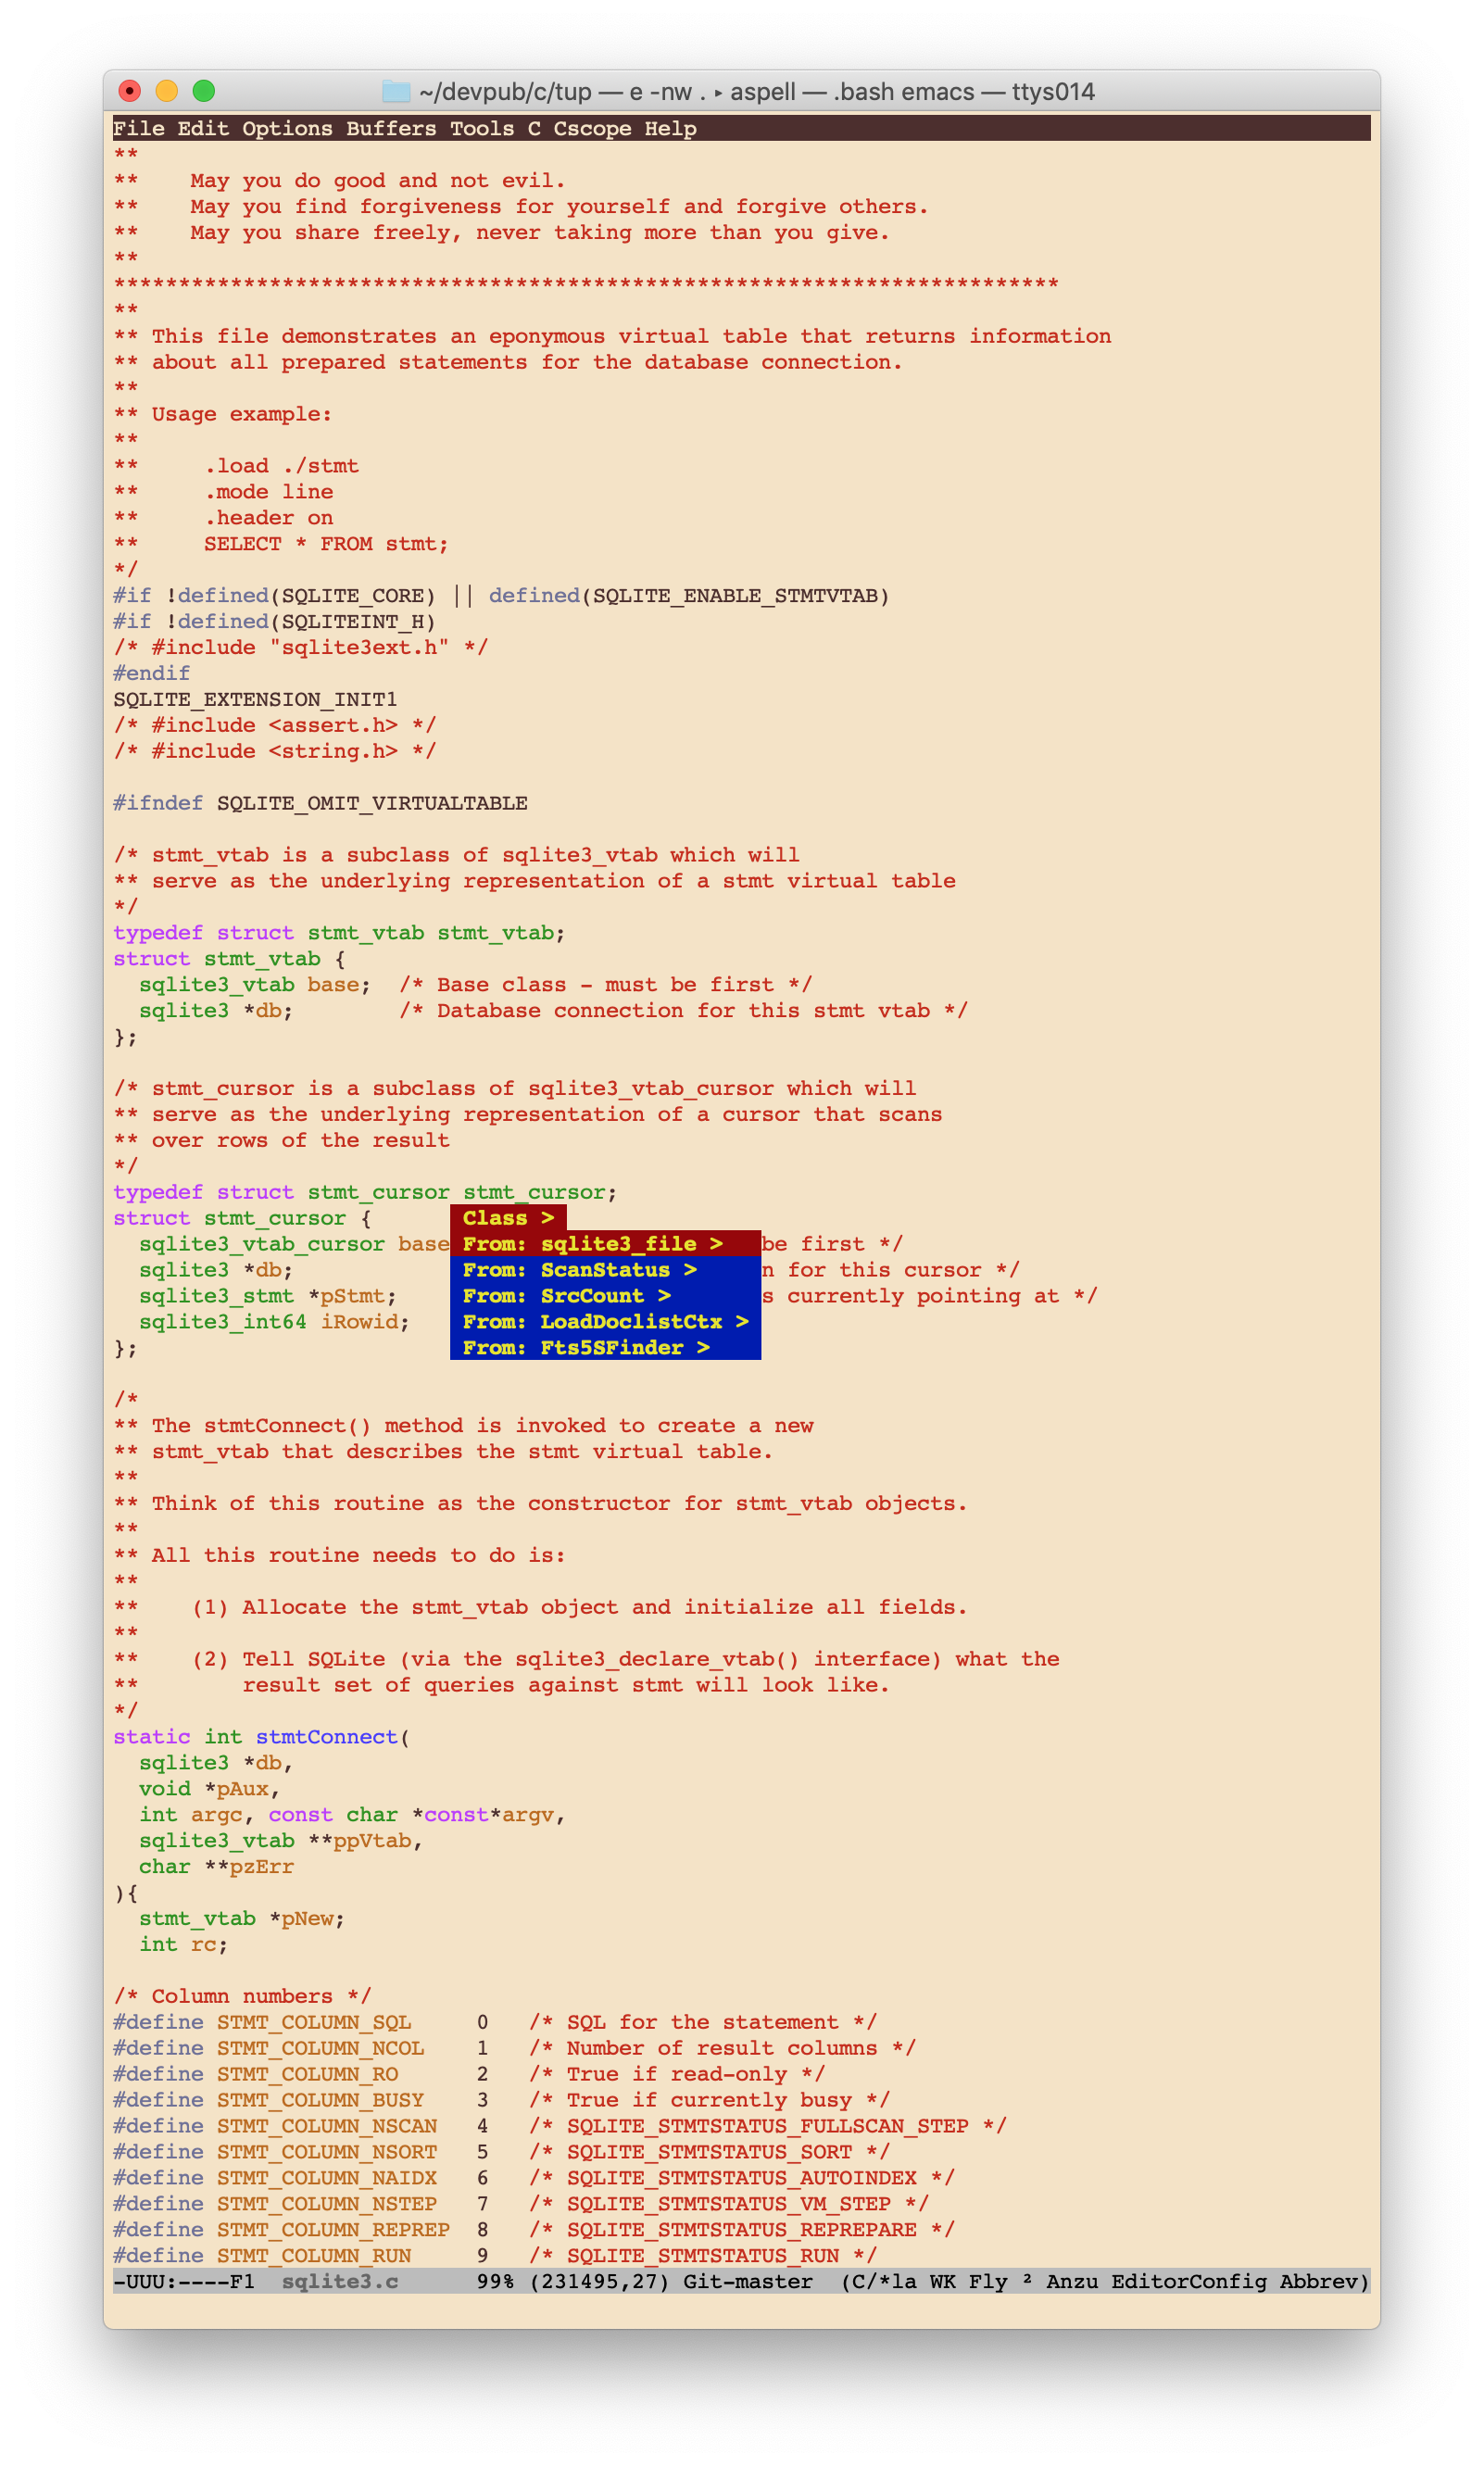 ~/devpub/c/tup — e -nw . ▸ aspell — .bash emacs — ttys014
File Edit Options Buffers Tools C Cscope Help
**
**    May you do good and not evil.
**    May you find forgiveness for yourself and forgive others.
**    May you share freely, never taking more than you give.
**
*************************************************************************
**
** This file demonstrates an eponymous virtual table that returns information
** about all prepared statements for the database connection.
**
** Usage example:
**
**     .load ./stmt
**     .mode line
**     .header on
**     SELECT * FROM stmt;
*/
#if !defined(SQLITE_CORE) || defined(SQLITE_ENABLE_STMTVTAB)
#if !defined(SQLITEINT_H)
/* #include "sqlite3ext.h" */
#endif
SQLITE_EXTENSION_INIT1
/* #include <assert.h> */
/* #include <string.h> */
#ifndef SQLITE_OMIT_VIRTUALTABLE
/* stmt_vtab is a subclass of sqlite3_vtab which will
** serve as the underlying representation of a stmt virtual table
*/
typedef struct stmt_vtab stmt_vtab;
struct stmt_vtab {
  sqlite3_vtab base;  /* Base class - must be first */
  sqlite3 *db;        /* Database connection for this stmt vtab */
};
/* stmt_cursor is a subclass of sqlite3_vtab_cursor which will
** serve as the underlying representation of a cursor that scans
** over rows of the result
*/
typedef struct stmt_cursor stmt_cursor;
struct stmt_cursor {       Class >
  sqlite3_vtab_cursor base From: sqlite3_file >   be first */
  sqlite3 *db;             From: ScanStatus >     n for this cursor */
  sqlite3_stmt *pStmt;     From: SrcCount >       s currently pointing at */
  sqlite3_int64 iRowid;    From: LoadDoclistCtx >
};                         From: Fts5SFinder >
/*
** The stmtConnect() method is invoked to create a new
** stmt_vtab that describes the stmt virtual table.
**
** Think of this routine as the constructor for stmt_vtab objects.
**
** All this routine needs to do is:
**
**    (1) Allocate the stmt_vtab object and initialize all fields.
**
**    (2) Tell SQLite (via the sqlite3_declare_vtab() interface) what the
**        result set of queries against stmt will look like.
*/
static int stmtConnect(
  sqlite3 *db,
  void *pAux,
  int argc, const char *const*argv,
  sqlite3_vtab **ppVtab,
  char **pzErr
){
  stmt_vtab *pNew;
  int rc;
/* Column numbers */
#define STMT_COLUMN_SQL     0   /* SQL for the statement */
#define STMT_COLUMN_NCOL    1   /* Number of result columns */
#define STMT_COLUMN_RO      2   /* True if read-only */
#define STMT_COLUMN_BUSY    3   /* True if currently busy */
#define STMT_COLUMN_NSCAN   4   /* SQLITE_STMTSTATUS_FULLSCAN_STEP */
#define STMT_COLUMN_NSORT   5   /* SQLITE_STMTSTATUS_SORT */
#define STMT_COLUMN_NAIDX   6   /* SQLITE_STMTSTATUS_AUTOINDEX */
#define STMT_COLUMN_NSTEP   7   /* SQLITE_STMTSTATUS_VM_STEP */
#define STMT_COLUMN_REPREP  8   /* SQLITE_STMTSTATUS_REPREPARE */
#define STMT_COLUMN_RUN     9   /* SQLITE_STMTSTATUS_RUN */
-UUU:----F1  sqlite3.c      99% (231495,27) Git-master  (C/*la WK Fly ² Anzu EditorConfig Abbrev)